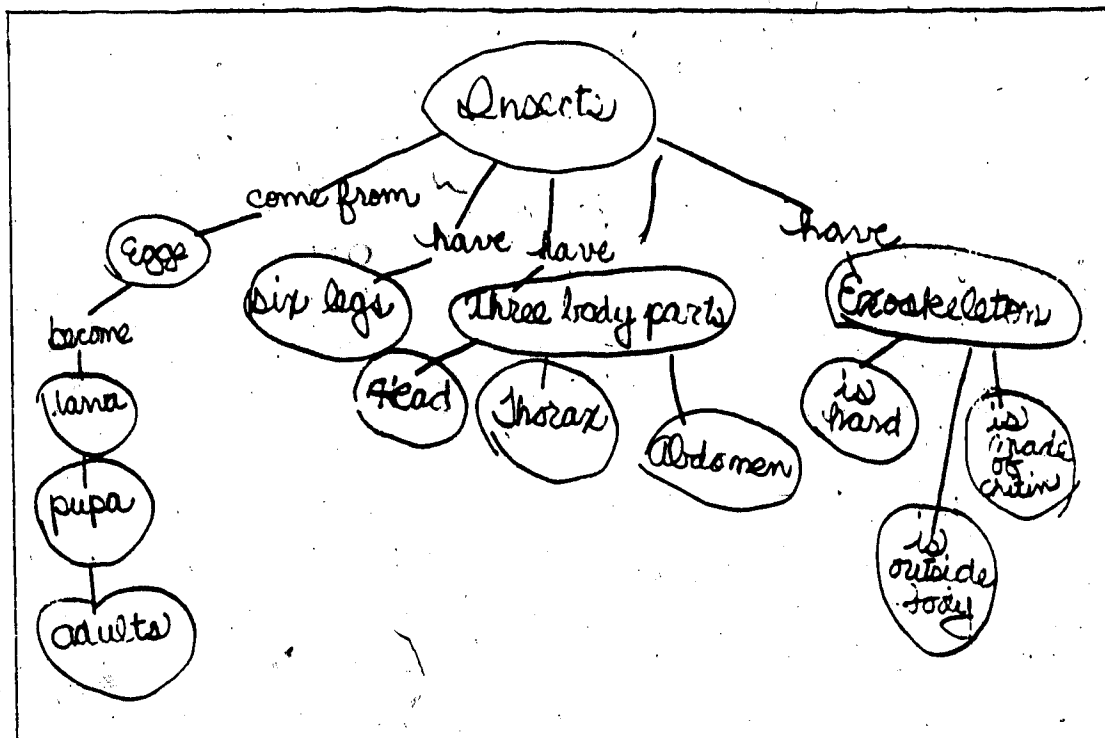 Insects
come from
have have
have
Eggs
six legs
Three body parts
Exoskeleton
become
larva
Head
Thorax
Abdomen
is
hard
is
made
of
critin
pupa
is
outside
body
adults